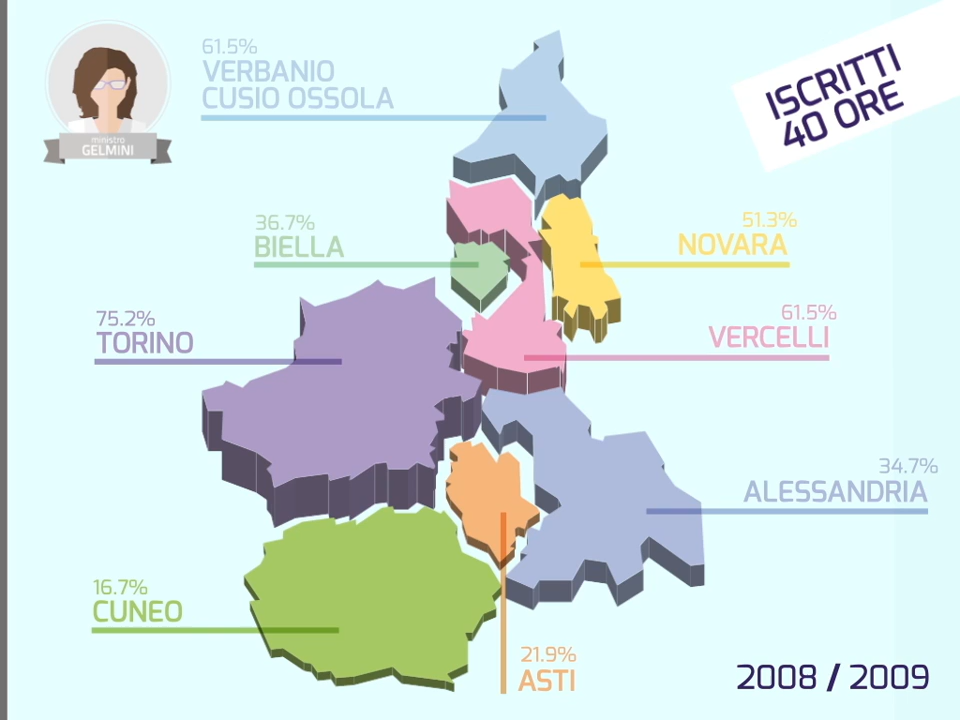 61.5%
VERBANIO
CUSIO OSSOLA
ISCRITTI
40 ORE
ministro
GELMINI
36.7%
BIELLA
51.3%
NOVARA
75.2%
TORINO
61.5%
VERCELLI
34.7%
ALESSANDRIA
16.7%
CUNEO
21.9%
ASTI
2008 / 2009